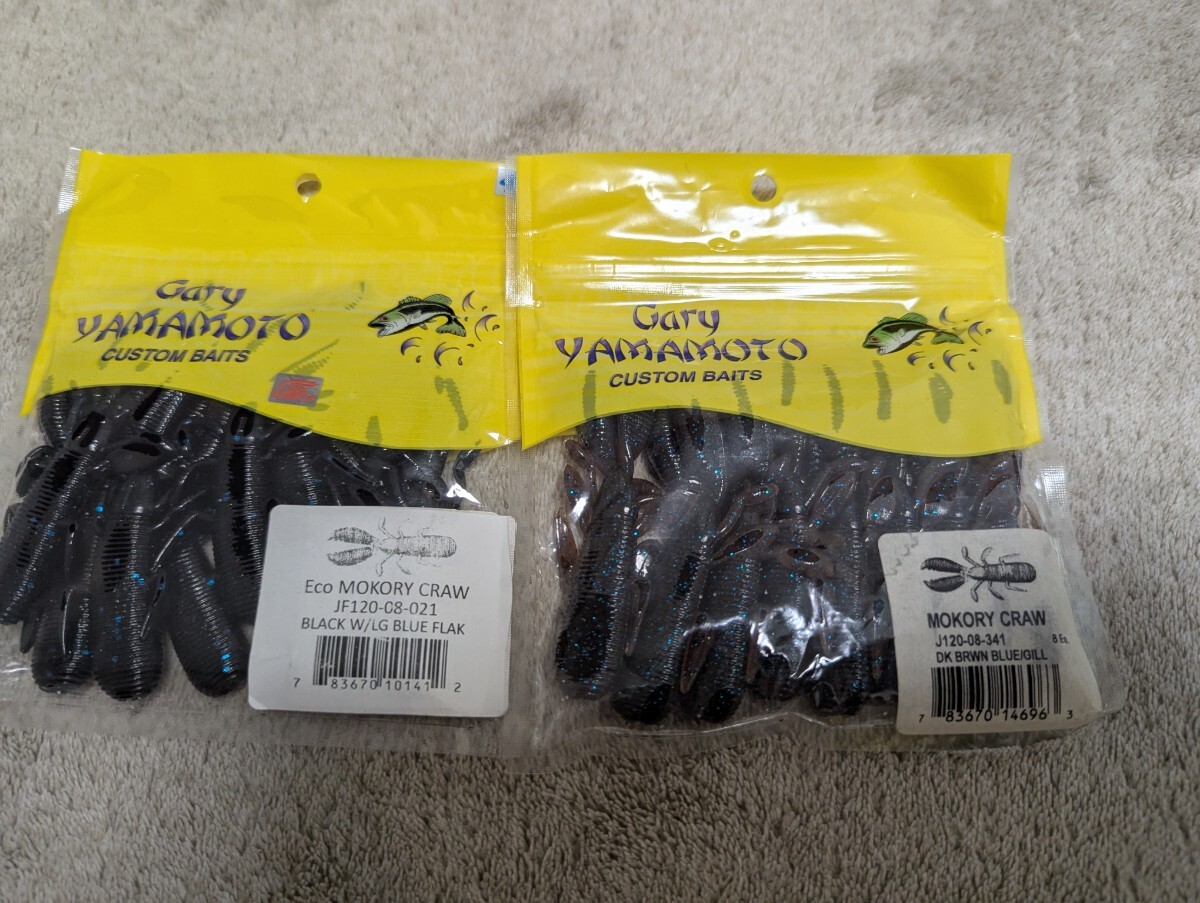 Gary
YAMAMOTO
CUSTOM BAITS
Eco MOKORY CRAW
JF120-08-021
BLACK W/LG BLUE FLAK
7 83670 10141 2
Gary
YAMAMOTO
CUSTOM BAITS
MOKORY CRAW
J120-08-341 8 Ea.
DK BRWN BLUE/GILL
7 83670 14696 3